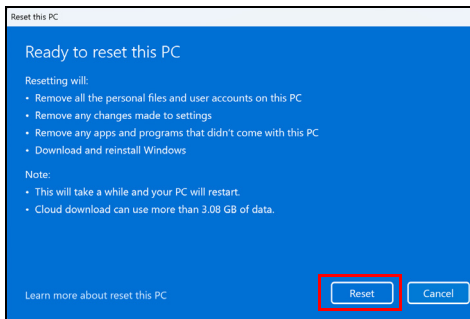 Reset this PC
Ready to reset this PC
Resetting will:
• Remove all the personal files and user accounts on this PC
• Remove any changes made to settings
• Remove any apps and programs that didn't come with this PC
• Download and reinstall Windows
Note:
• This will take a while and your PC will restart.
• Cloud download can use more than 3.08 GB of data.
Learn more about reset this PC
Reset
Cancel